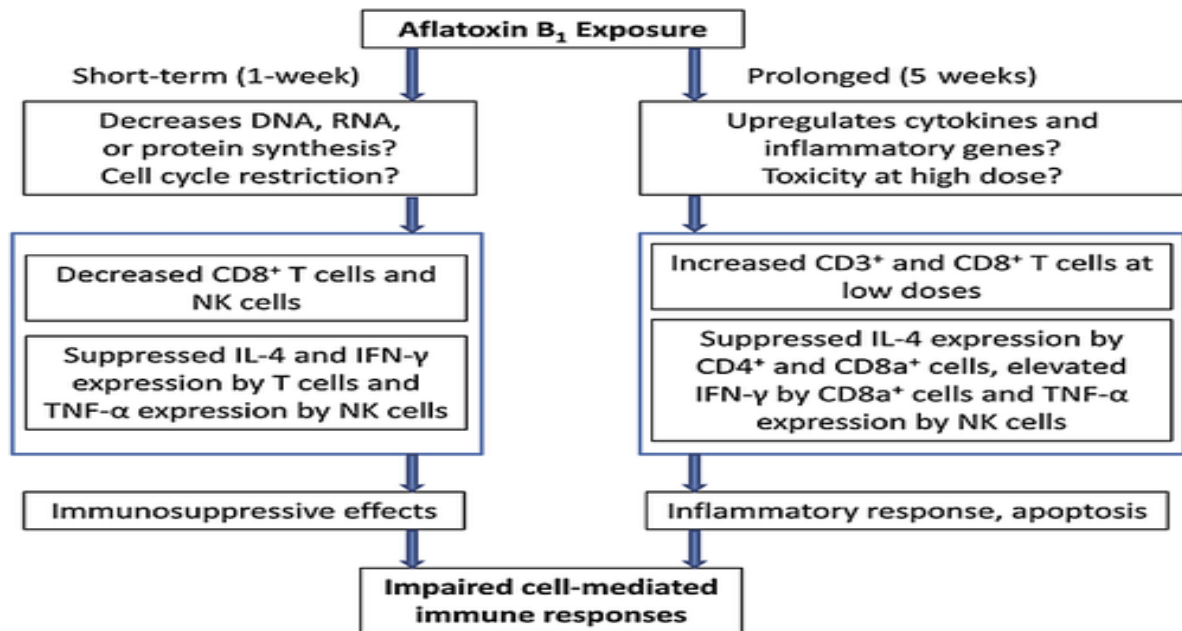 Aflatoxin B₁ Exposure
Short-term (1-week)
Prolonged (5 weeks)
Decreases DNA, RNA,
or protein synthesis?
Cell cycle restriction?
Upregulates cytokines and
inflammatory genes?
Toxicity at high dose?
Decreased CD8⁺ T cells and
NK cells
Suppressed IL-4 and IFN-γ
expression by T cells and
TNF-α expression by NK cells
Increased CD3⁺ and CD8⁺ T cells at
low doses
Suppressed IL-4 expression by
CD4⁺ and CD8a⁺ cells, elevated
IFN-γ by CD8a⁺ cells and TNF-α
expression by NK cells
Immunosuppressive effects
Inflammatory response, apoptosis
Impaired cell-mediated
immune responses